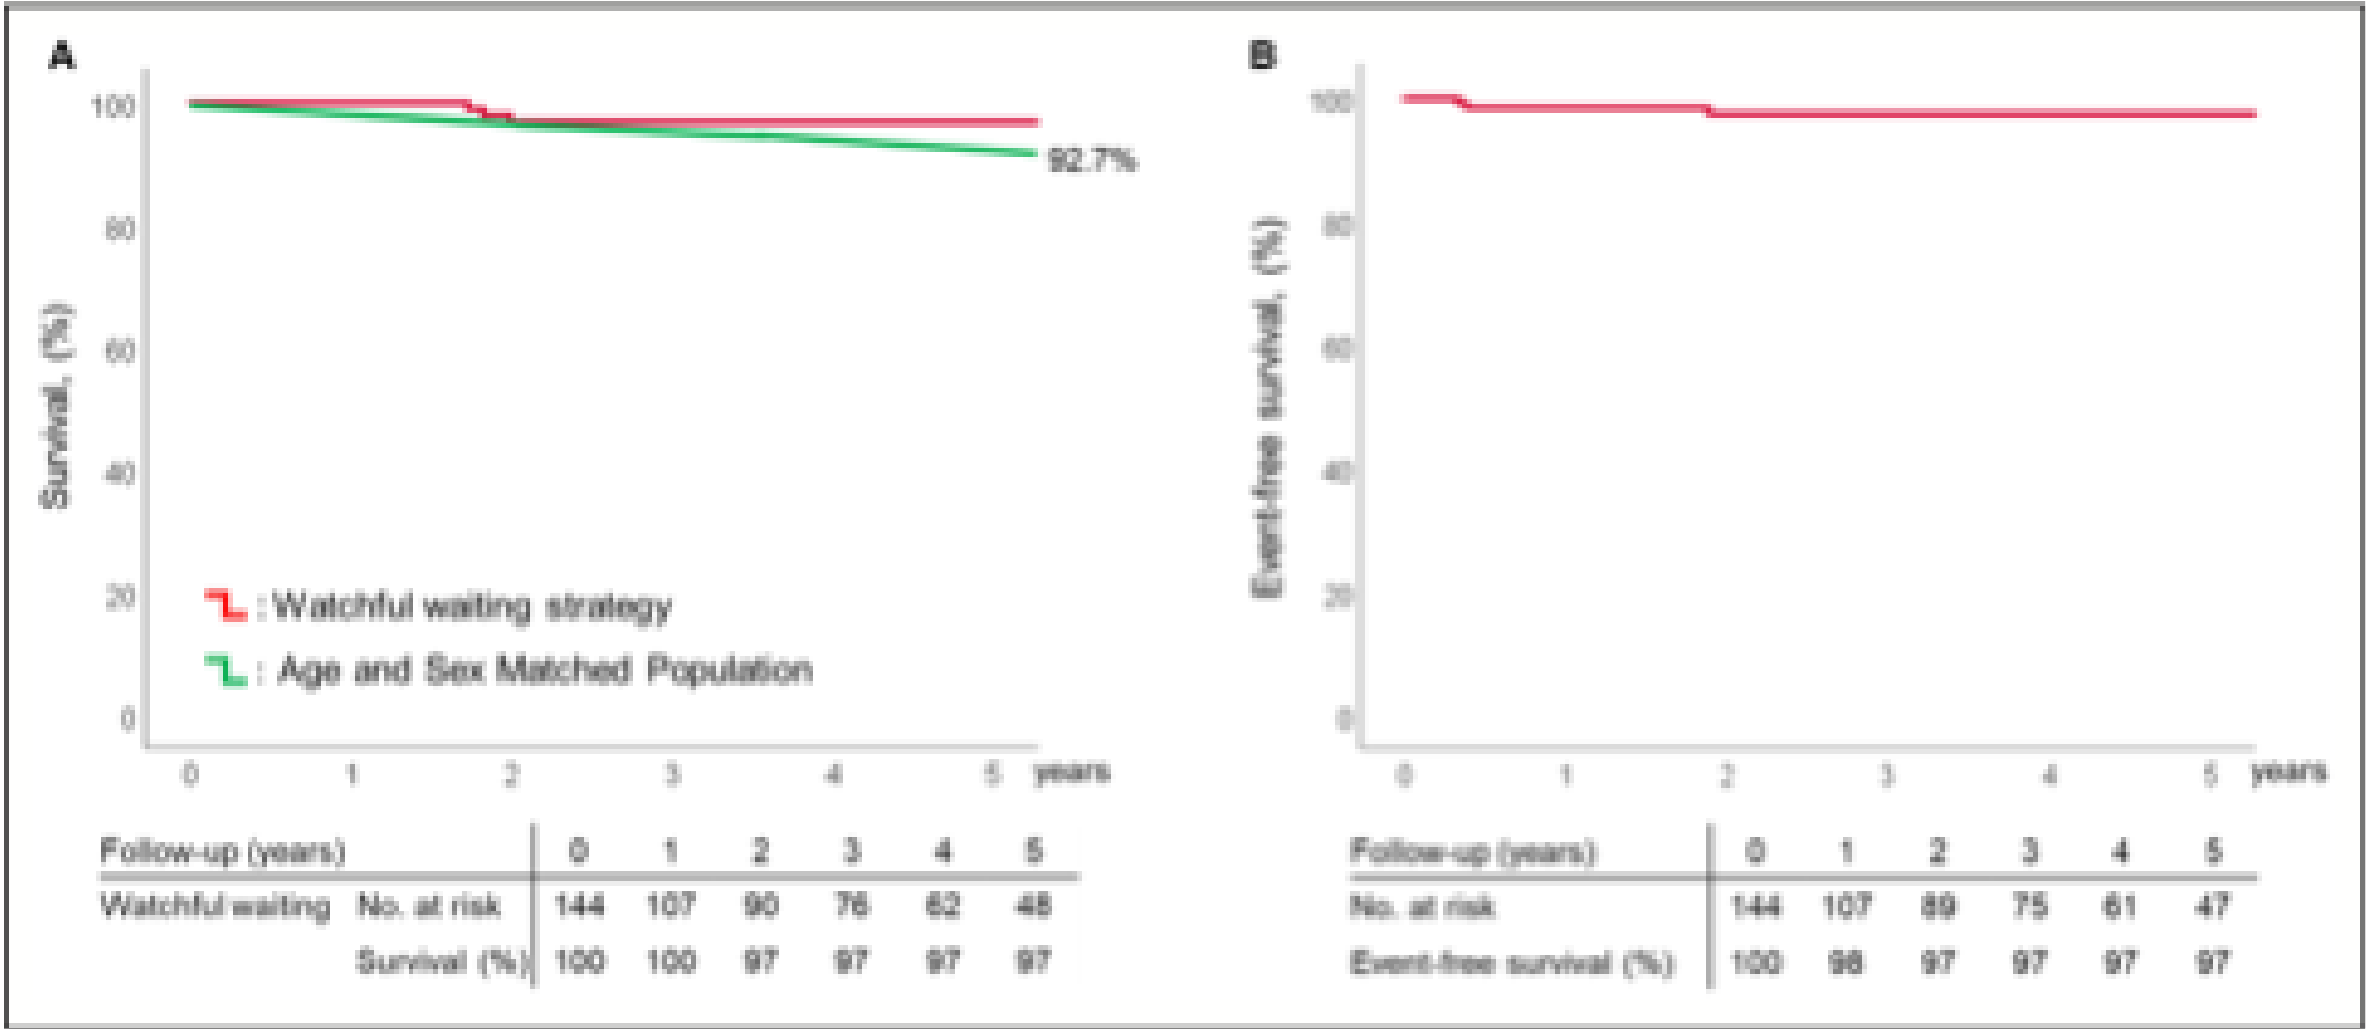 A
Survival, (%)
100
80
60
40
20
0
92.7%
: Watchful waiting strategy
: Age and Sex Matched Population
0 1 2 3 4 5 years
Follow-up (years) 0 1 2 3 4 5
Watchful waiting No. at risk 144 107 90 76 62 48
Survival (%) 100 100 97 97 97 97
B
Event-free survival, (%)
100
80
60
40
20
0
0 1 2 3 4 5 years
Follow-up (years) 0 1 2 3 4 5
No. at risk 144 107 89 75 61 47
Event-free survival (%) 100 98 97 97 97 97